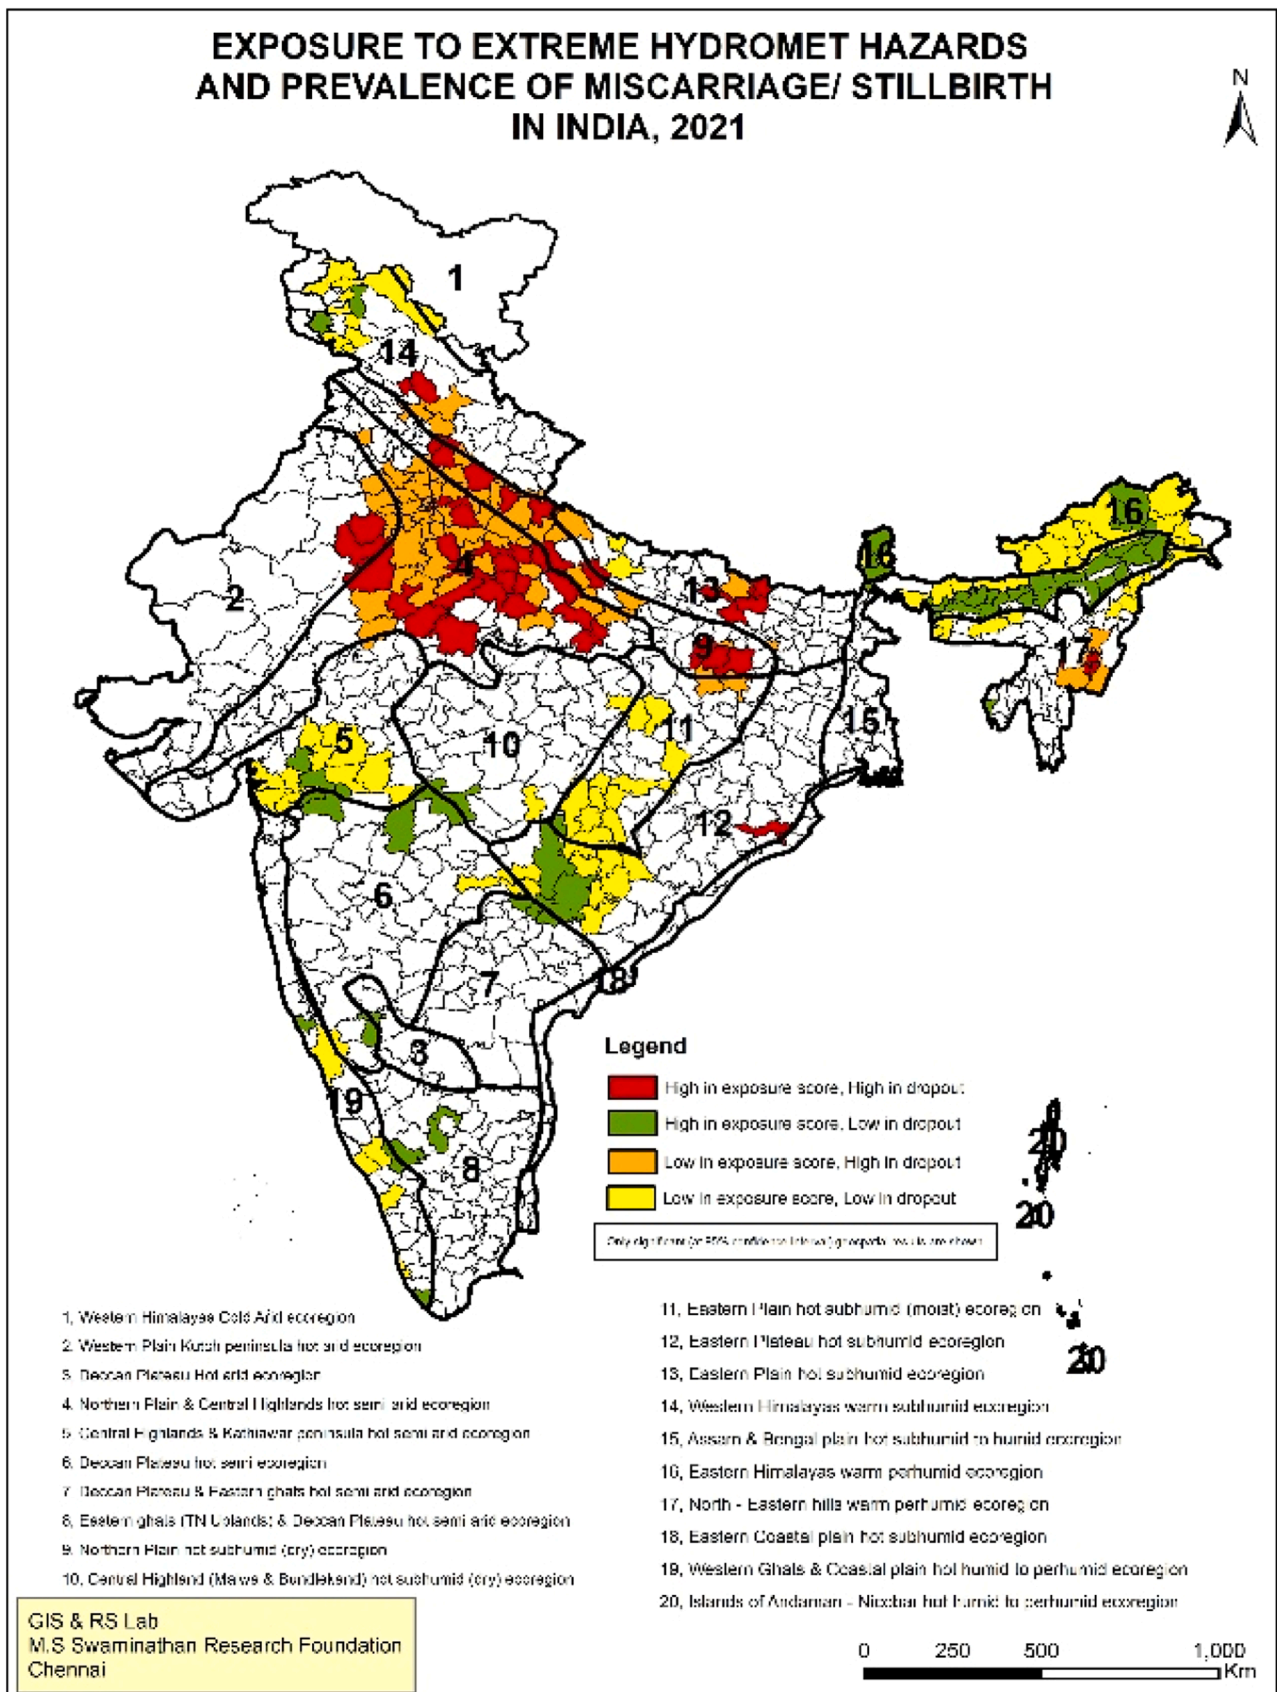 EXPOSURE TO EXTREME HYDROMET HAZARDS
AND PREVALENCE OF MISCARRIAGE/ STILLBIRTH
IN INDIA, 2021
N
1
14
16
16
4
2
13
9
17
5
11
10
15
12
6
7
18
3
19
8
20
20
20
Legend
High in exposure score, High in dropout
High in exposure score, Low in dropout
Low in exposure score, High in dropout
Low in exposure score, Low in dropout
Only significant (at 95% confidence interval) geospatial results are shown
1, Western Himalayas Cold Arid ecoregion
2, Western Plain Kutch peninsula hot arid ecoregion
3, Deccan Plateau Hot arid ecoregion
4, Northern Plain & Central Highlands hot semi arid ecoregion
5, Central Highlands & Kathiawar peninsula hot semi arid ecoregion
6, Deccan Plateau hot semi ecoregion
7, Deccan Plateau & Eastern ghats hot semi arid ecoregion
8, Eastern ghats (TN Uplands) & Deccan Plateau hot semi arid ecoregion
9, Northern Plain hot subhumid (dry) ecoregion
10, Central Highland (Malwa & Bundlekand) hot subhumid (dry) ecoregion
11, Eastern Plain hot subhumid (moist) ecoregion
12, Eastern Plateau hot subhumid ecoregion
13, Eastern Plain hot subhumid ecoregion
14, Western Himalayas warm subhumid ecoregion
15, Assam & Bengal plain hot subhumid to humid ecoregion
16, Eastern Himalayas warm perhumid ecoregion
17, North - Eastern hills warm perhumid ecoregion
18, Eastern Coastal plain hot subhumid ecoregion
19, Western Ghats & Coastal plain hot humid to perhumid ecoregion
20, Islands of Andaman - Nicobar hot humid to perhumid ecoregion
GIS & RS Lab
M.S Swaminathan Research Foundation
Chennai
0 250 500 1,000
Km